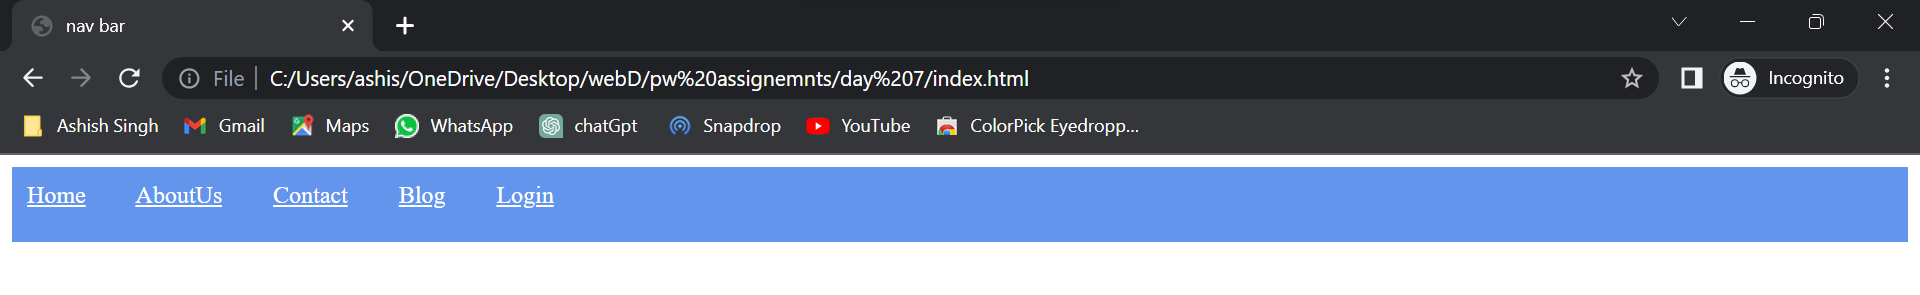 nav bar
File C:/Users/ashis/OneDrive/Desktop/webD/pw%20assignemnts/day%207/index.html Incognito
Ashish Singh Gmail Maps WhatsApp chatGpt Snapdrop YouTube ColorPick Eyedropp...
Home AboutUs Contact Blog Login